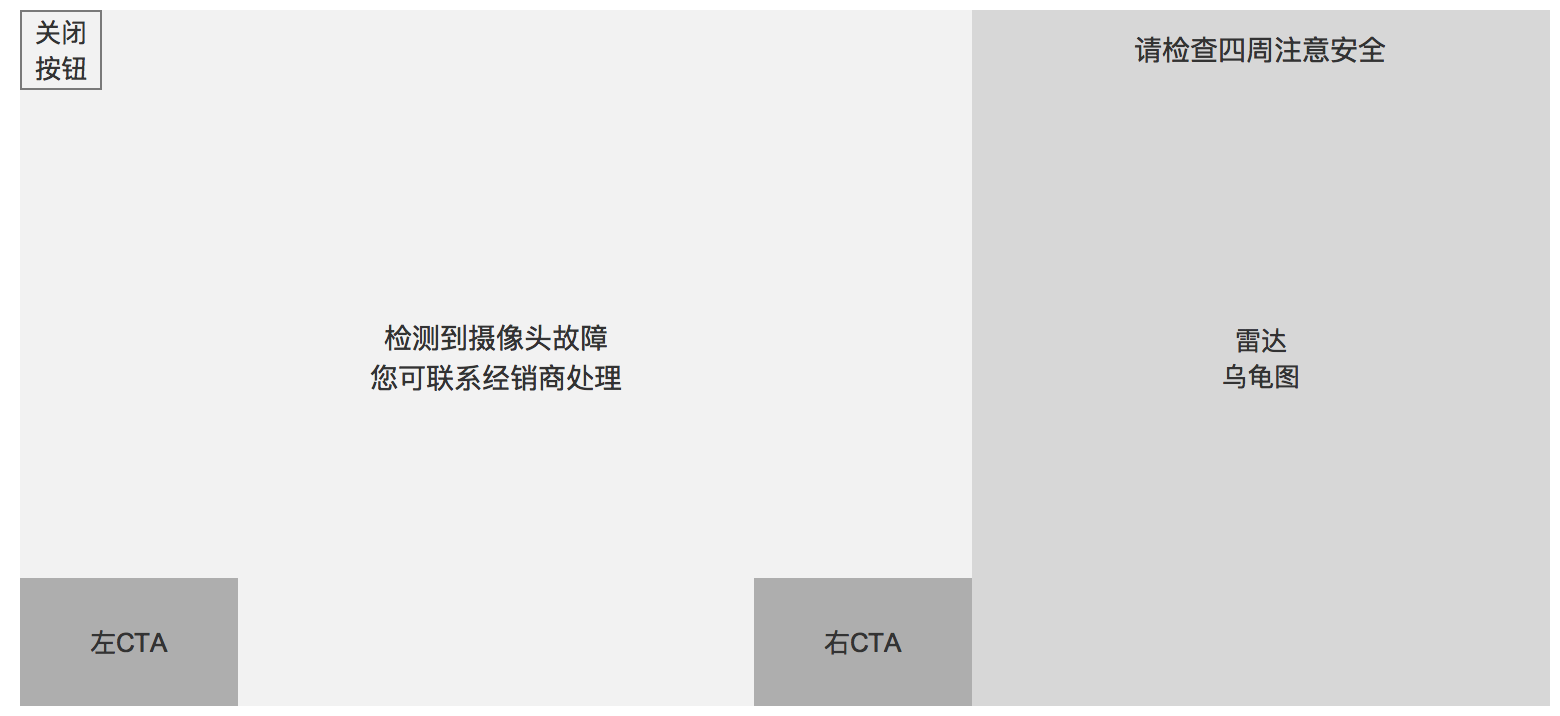 关闭
按钮
请检查四周注意安全
检测到摄像头故障
您可联系经销商处理
雷达
乌龟图
左CTA
右CTA